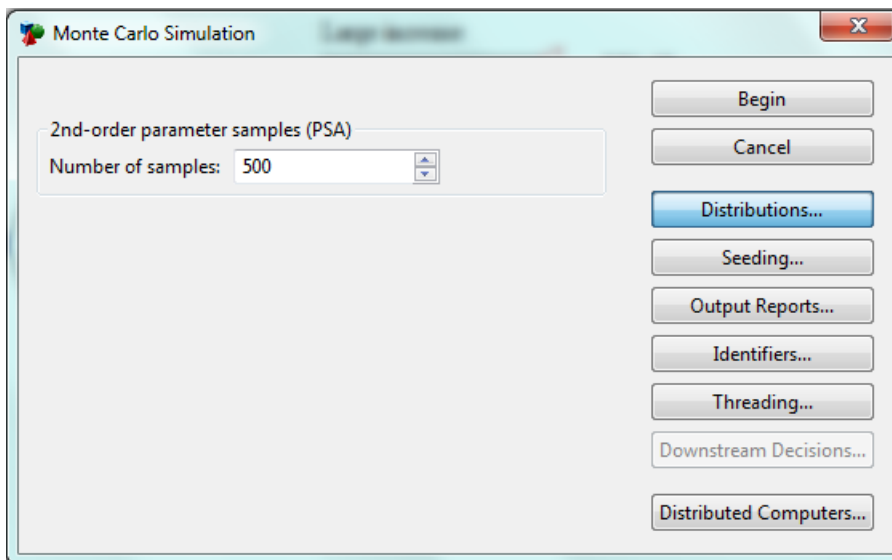 Monte Carlo Simulation
2nd-order parameter samples (PSA)
Number of samples: 500
Begin
Cancel
Distributions...
Seeding...
Output Reports...
Identifiers...
Threading...
Downstream Decisions...
Distributed Computers...